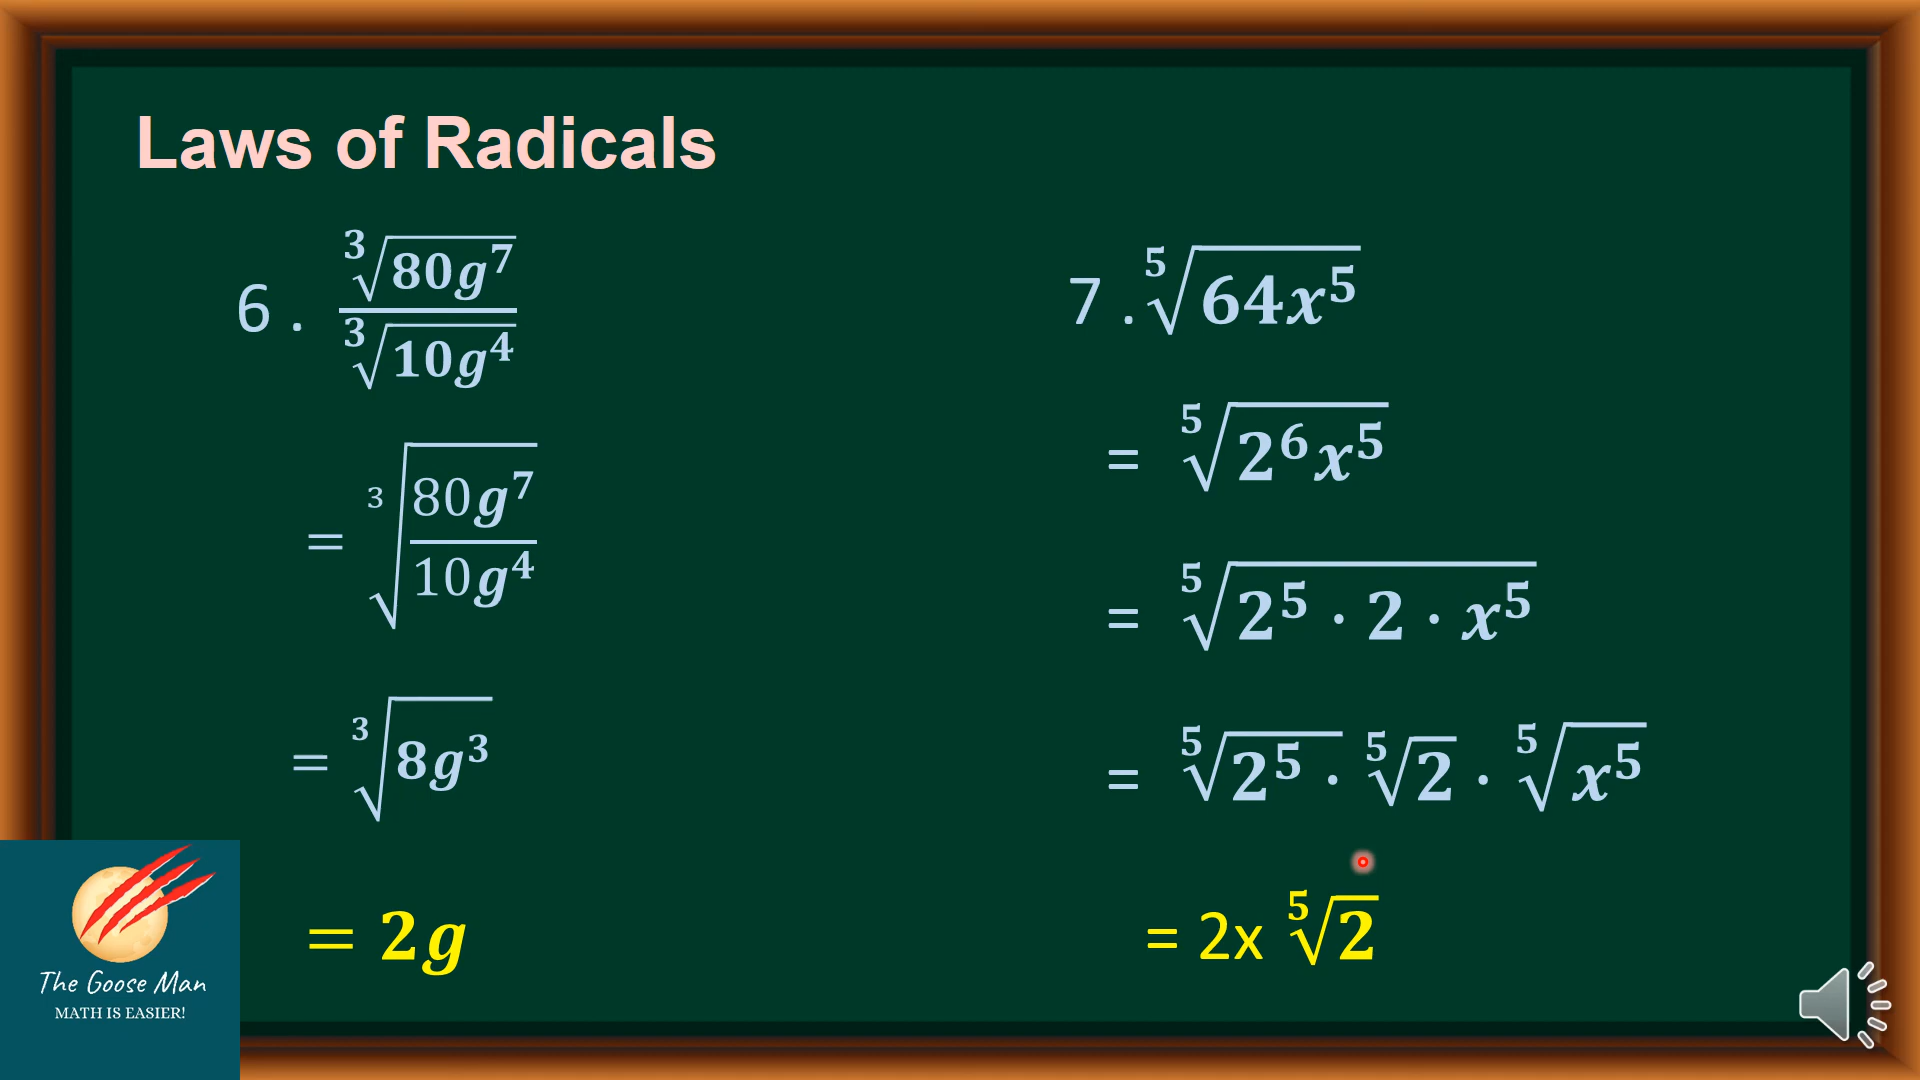 Laws of Radicals
6 . ∛(80g⁷) / ∛(10g⁴)
= ∛(80g⁷ / 10g⁴)
= ∛(8g³)
= 2g
7 . ⁵√(64x⁵)
= ⁵√(2⁶x⁵)
= ⁵√(2⁵ · 2 · x⁵)
= ⁵√(2⁵ ·) ⁵√2 · ⁵√(x⁵)
= 2x ⁵√2
The Goose Man
MATH IS EASIER!